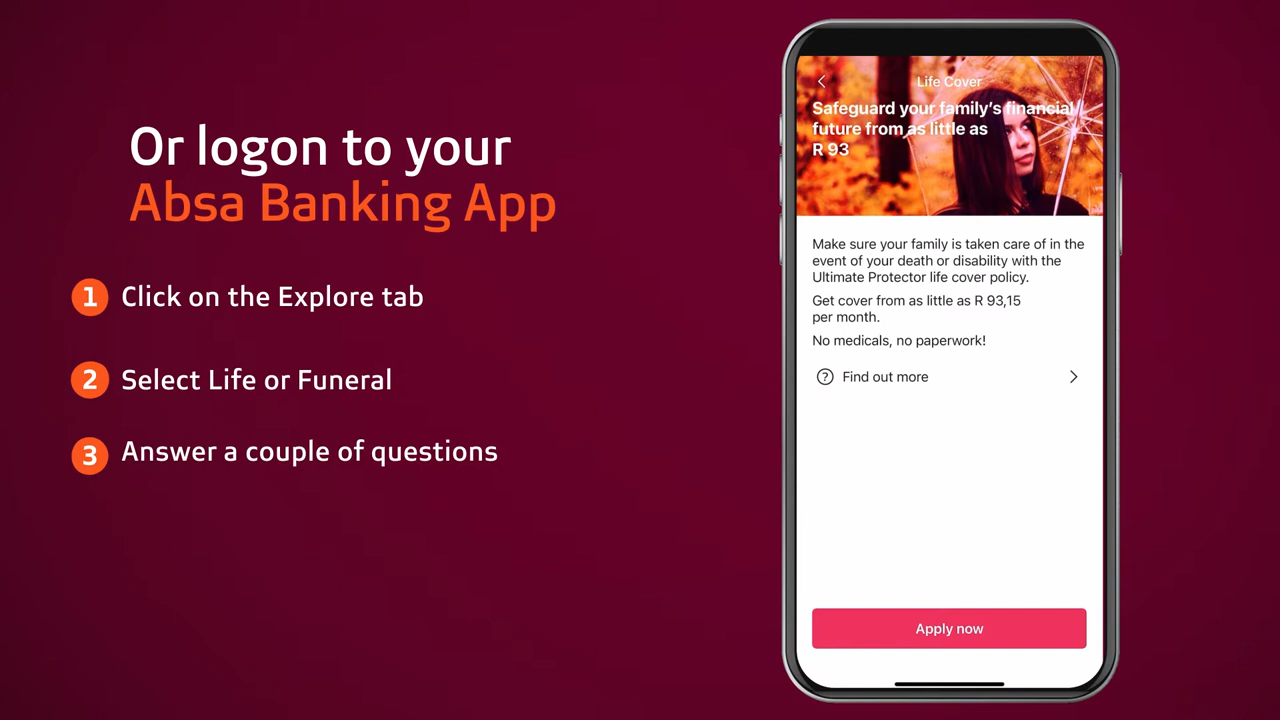 Or logon to your
Absa Banking App
1 Click on the Explore tab
2 Select Life or Funeral
3 Answer a couple of questions
Life Cover
Safeguard your family's financial
future from as little as
R 93
Make sure your family is taken care of in the
event of your death or disability with the
Ultimate Protector life cover policy.
Get cover from as little as R 93,15
per month.
No medicals, no paperwork!
? Find out more
Apply now